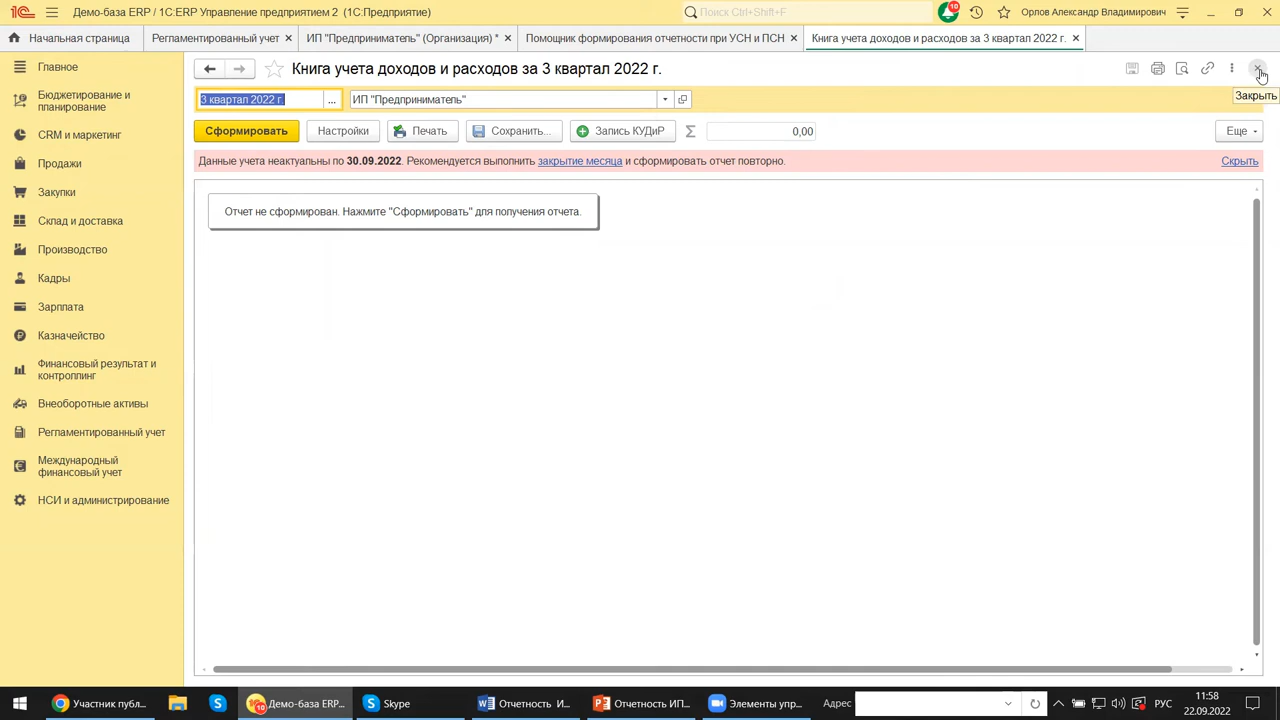 Демо-база ERP / 1С:ERP Управление предприятием 2 (1С:Предприятие)
Поиск Ctrl+Shift+F
10
Орлов Александр Владимирович
Начальная страница
Регламентированный учет
ИП "Предприниматель" (Организация) *
Помощник формирования отчетности при УСН и ПСН
Книга учета доходов и расходов за 3 квартал 2022 г.
Главное
Бюджетирование и
планирование
CRM и маркетинг
Продажи
Закупки
Склад и доставка
Производство
Кадры
Зарплата
Казначейство
Финансовый результат и
контроллинг
Внеоборотные активы
Регламентированный учет
Международный
финансовый учет
НСИ и администрирование
Книга учета доходов и расходов за 3 квартал 2022 г.
Закрыть
3 квартал 2022 г.
...
ИП "Предприниматель"
Сформировать
Настройки
Печать
Сохранить...
Запись КУДиР
Σ
0,00
Еще
Данные учета неактуальны по 30.09.2022. Рекомендуется выполнить закрытие месяца и сформировать отчет повторно.
Скрыть
Отчет не сформирован. Нажмите "Сформировать" для получения отчета.
Участник публ...
10
Демо-база ERP...
Skype
Отчетность И...
Отчетность ИП...
Элементы упр...
Адрес
РУС
11:58
22.09.2022